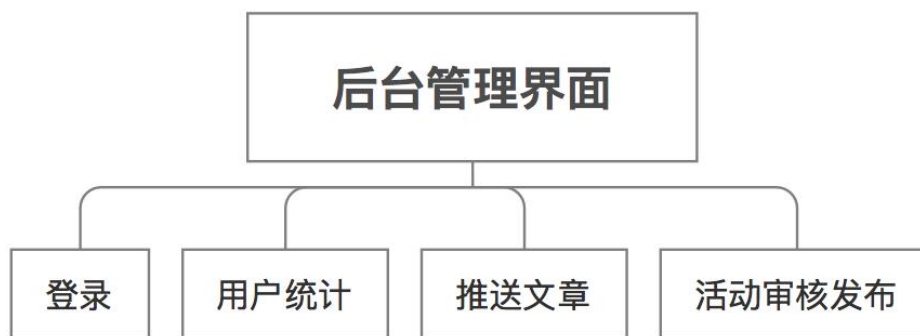 后台管理界面
登录
用户统计
推送文章
活动审核发布